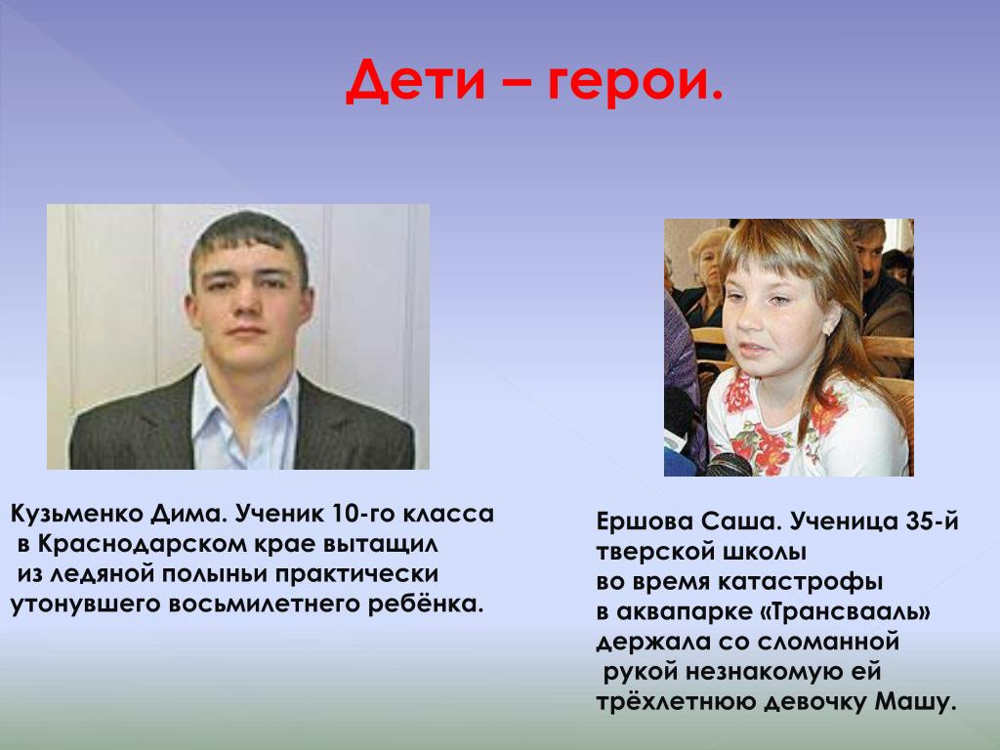 Дети – герои.
Кузьменко Дима. Ученик 10-го класса
в Краснодарском крае вытащил
из ледяной полыньи практически
утонувшего восьмилетнего ребёнка.
Ершова Саша. Ученица 35-й
тверской школы
во время катастрофы
в аквапарке «Трансвааль»
держала со сломанной
рукой незнакомую ей
трёхлетнюю девочку Машу.